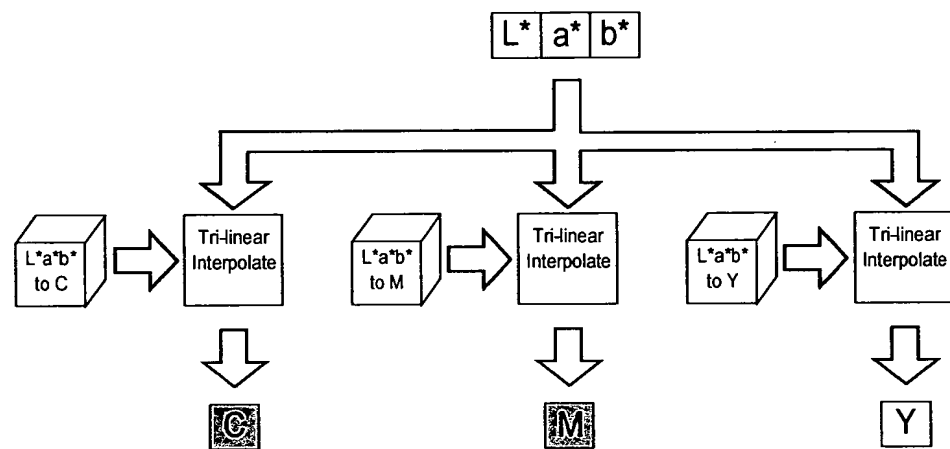 L* a* b*
L*a*b*
to C
Tri-linear
Interpolate
L*a*b*
to M
Tri-linear
Interpolate
L*a*b*
to Y
Tri-linear
Interpolate
C
M
Y